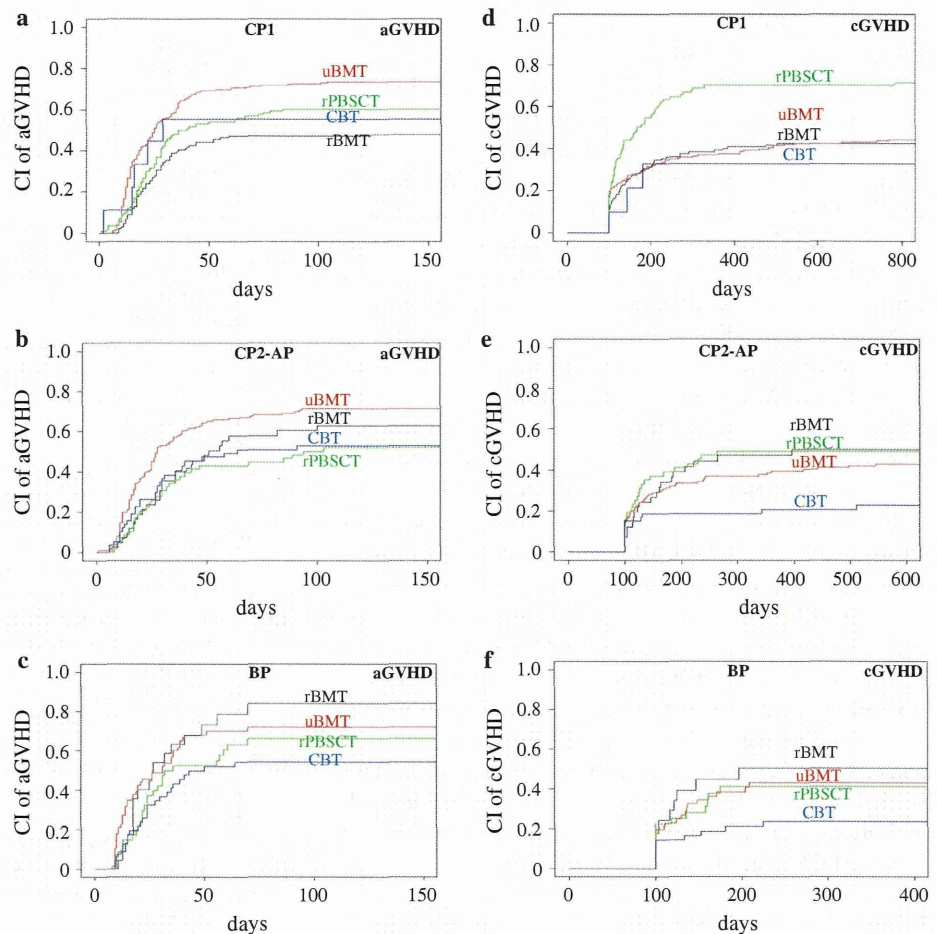 a
CP1
aGVHD
1.0
0.8
0.6
0.4
0.2
0
CI of aGVHD
uBMT
rPBSCT
CBT
rBMT
0
50
100
150
days
d
CP1
cGVHD
1.0
0.8
0.6
0.4
0.2
0
CI of cGVHD
rPBSCT
uBMT
rBMT
CBT
0
200
400
600
800
days
b
CP2-AP
aGVHD
1.0
0.8
0.6
0.4
0.2
0
CI of aGVHD
uBMT
rBMT
CBT
rPBSCT
0
50
100
150
days
e
CP2-AP
cGVHD
1.0
0.8
0.6
0.4
0.2
0
CI of cGVHD
rBMT
rPBSCT
uBMT
CBT
0
100
200
300
400
500
600
days
c
BP
aGVHD
1.0
0.8
0.6
0.4
0.2
0
CI of aGVHD
rBMT
uBMT
rPBSCT
CBT
0
50
100
150
days
f
BP
cGVHD
1.0
0.8
0.6
0.4
0.2
0
CI of cGVHD
rBMT
uBMT
rPBSCT
CBT
0
100
200
300
400
days